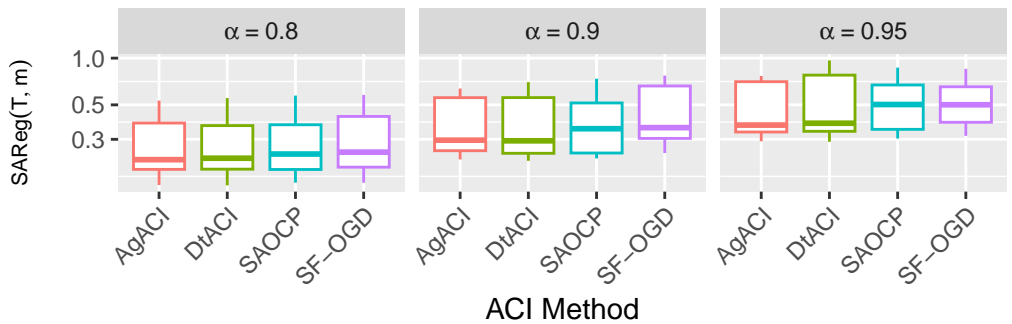 α = 0.8
α = 0.9
α = 0.95
SAReg(T, m)
1.0
0.5
0.3
AgACI
DtACI
SAOCP
SF−OGD
AgACI
DtACI
SAOCP
SF−OGD
AgACI
DtACI
SAOCP
SF−OGD
ACI Method